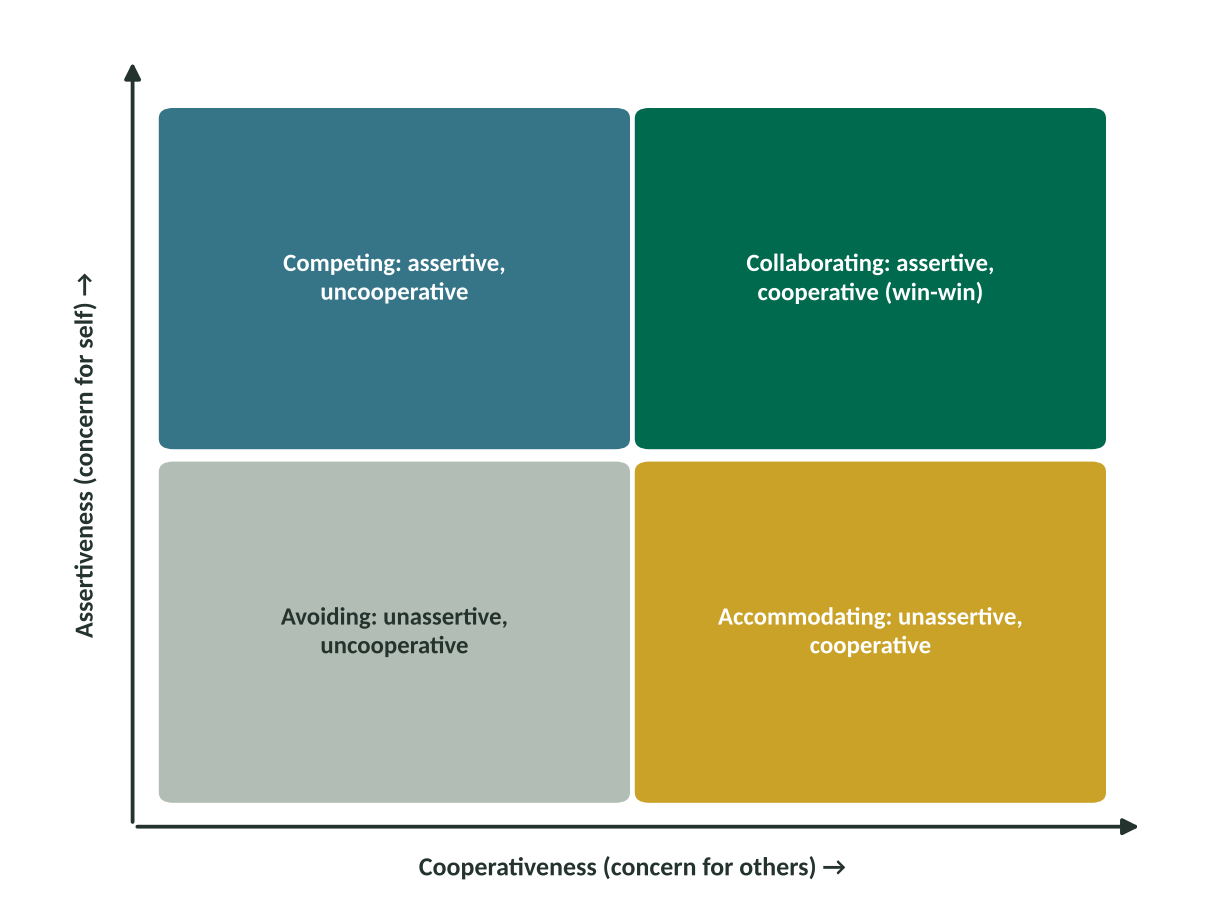 Competing: assertive,
uncooperative
Collaborating: assertive,
cooperative (win-win)
Assertiveness (concern for self) →
Avoiding: unassertive,
uncooperative
Accommodating: unassertive,
cooperative
Cooperativeness (concern for others) →